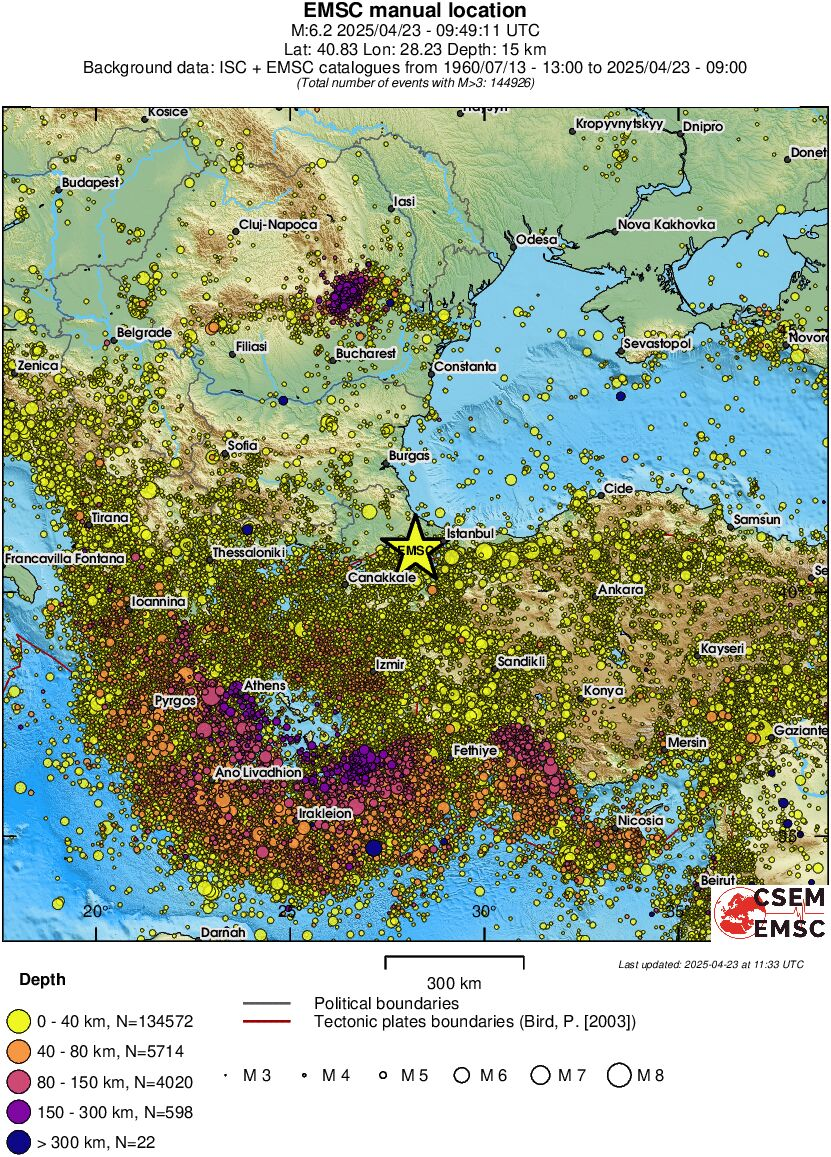 EMSC manual location
M:6.2 2025/04/23 - 09:49:11 UTC
Lat: 40.83 Lon: 28.23 Depth: 15 km
Background data: ISC + EMSC catalogues from 1960/07/13 - 13:00 to 2025/04/23 - 09:00
(Total number of events with M>3: 144926)
Kosice
Kropyvnytskyy
Dnipro
Donet
Budapest
Iasi
Cluj-Napoca
Nova Kakhovka
Odesa
Belgrade
Filiasi
Bucharest
Sevastopol
Novoro
Zenica
Constanta
Sofia
Burgas
Cide
Tirana
Samsun
Istanbul
EMSC
Francavilla Fontana
Thessaloniki
Canakkale
Ankara
Ioannina
Kayseri
Izmir
Sandikli
Athens
Konya
Pyrgos
Gaziante
Fethiye
Mersin
Ano Livadhion
Irakleion
Nicosia
Beirut
20°
25°
30°
35°
CSEM
EMSC
Darnah
Last updated: 2025-04-23 at 11:33 UTC
300 km
Depth
0 - 40 km, N=134572
40 - 80 km, N=5714
80 - 150 km, N=4020
150 - 300 km, N=598
> 300 km, N=22
Political boundaries
Tectonic plates boundaries (Bird, P. [2003])
M 3 M 4 M 5 M 6 M 7 M 8